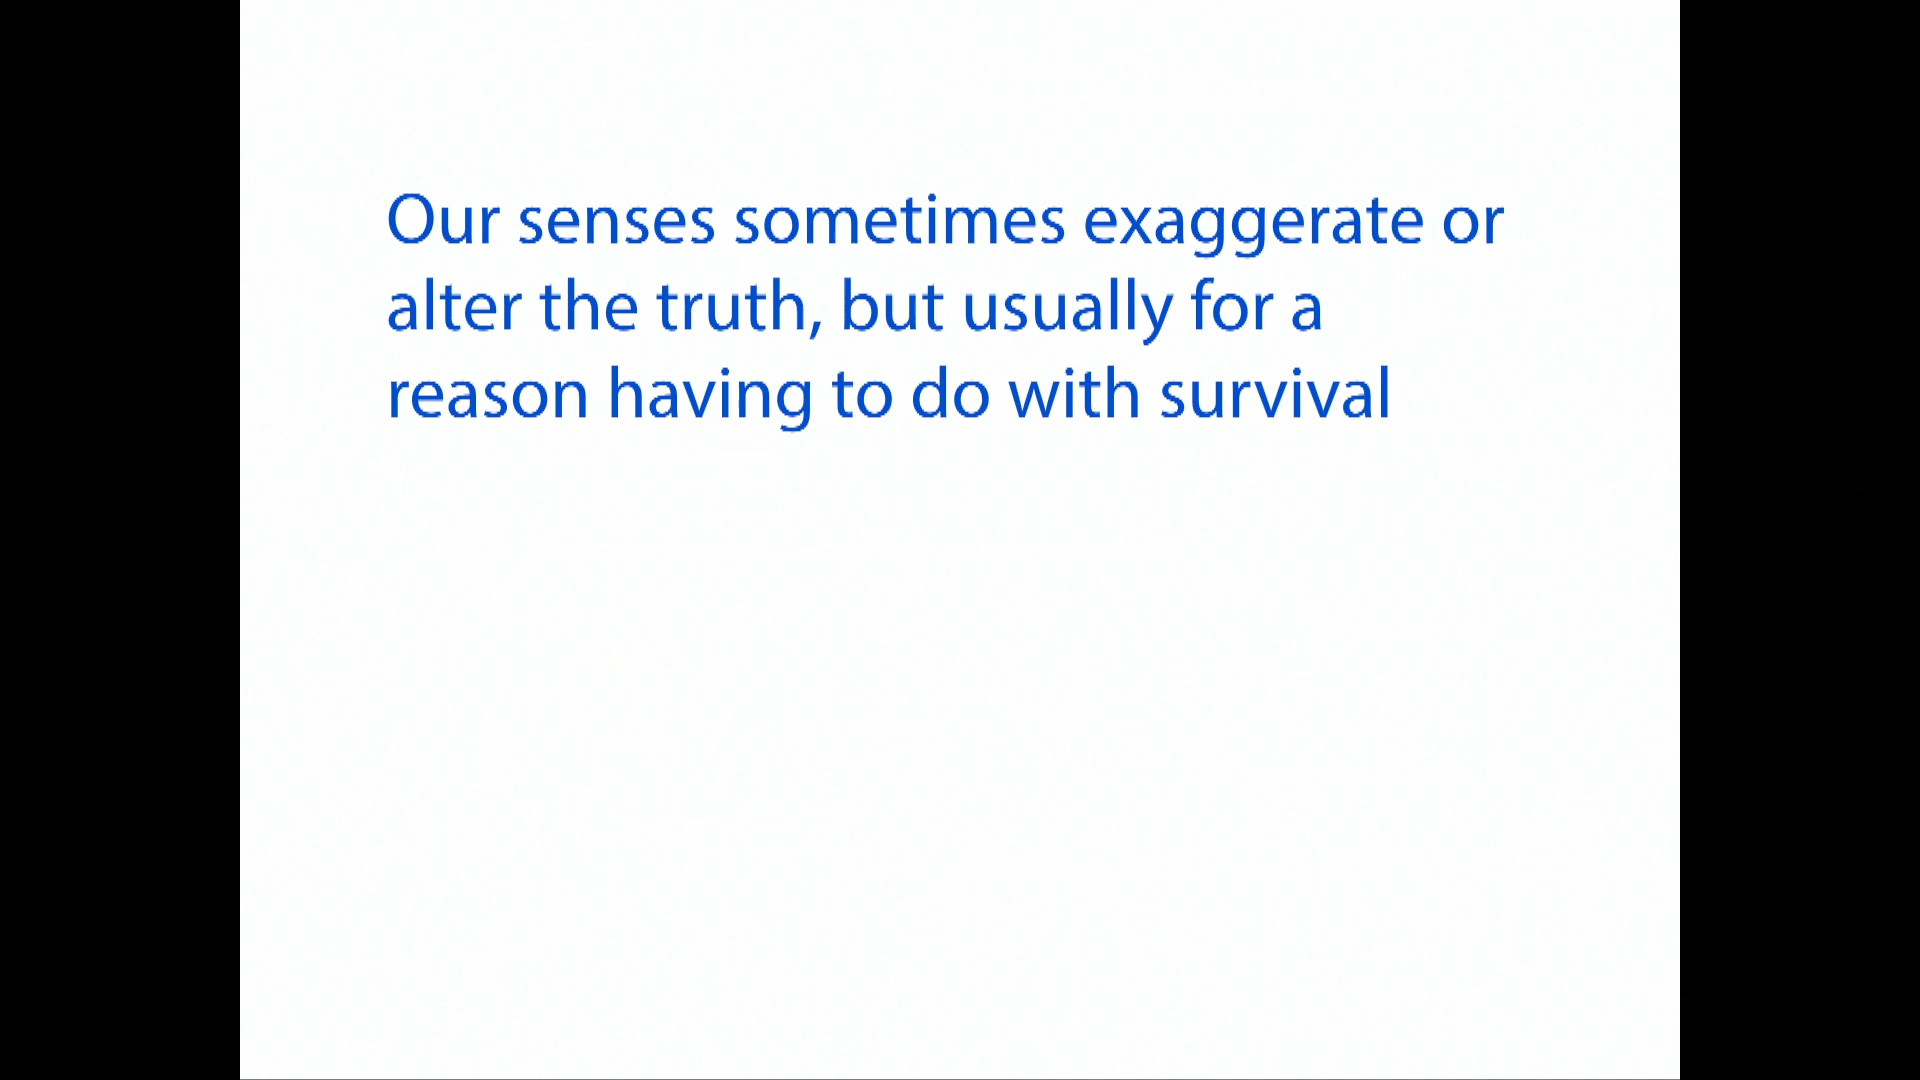 Our senses sometimes exaggerate or
alter the truth, but usually for a
reason having to do with survival